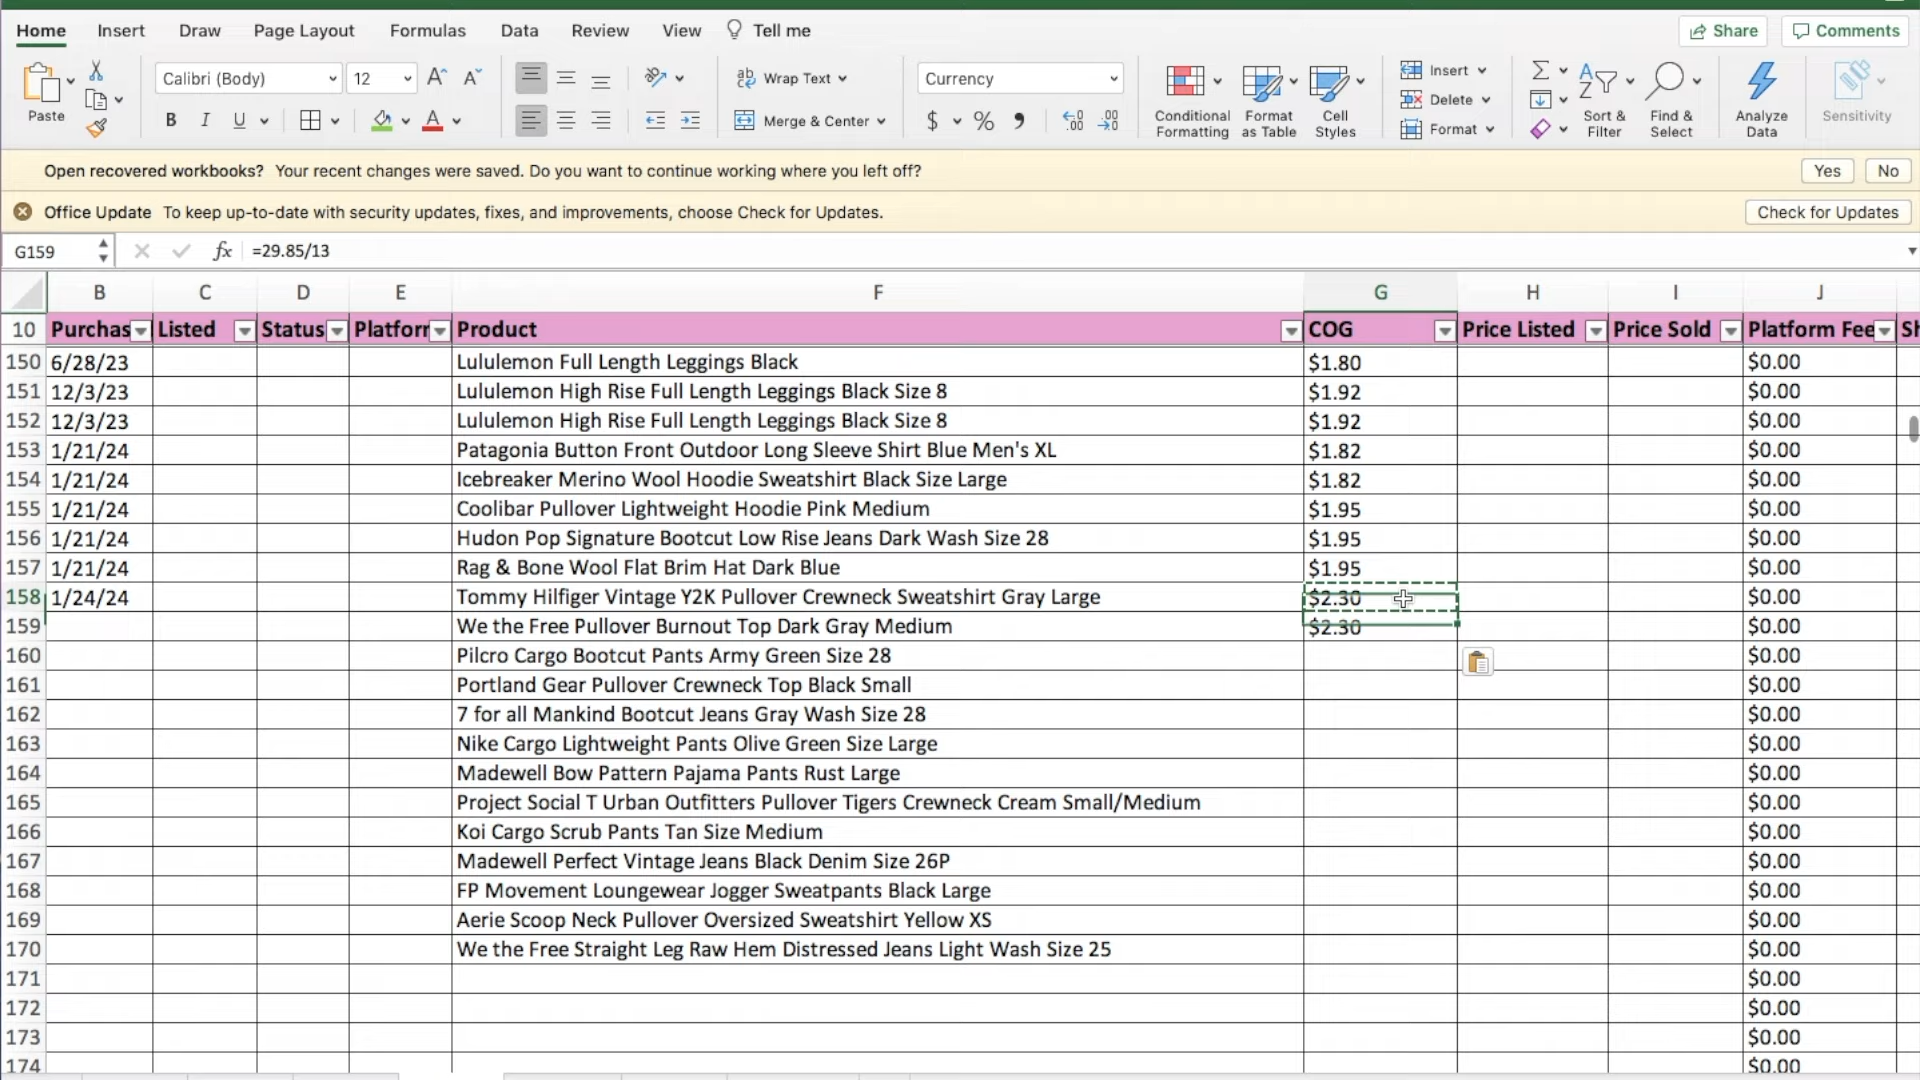 Home Insert Draw Page Layout Formulas Data Review View Tell me Share Comments
Paste Calibri (Body) 12 Wrap Text Currency Insert
B I U Merge & Center $ % Conditional Formatting Format as Table Cell Styles Delete Format Sort & Filter Find & Select Analyze Data Sensitivity
Open recovered workbooks? Your recent changes were saved. Do you want to continue working where you left off? Yes No
Office Update To keep up-to-date with security updates, fixes, and improvements, choose Check for Updates. Check for Updates
G159 fx =29.85/13
B C D E F G H I J
10 Purchas Listed Status Platforr Product COG Price Listed Price Sold Platform Fee Sh
150 6/28/23 Lululemon Full Length Leggings Black $1.80 $0.00
151 12/3/23 Lululemon High Rise Full Length Leggings Black Size 8 $1.92 $0.00
152 12/3/23 Lululemon High Rise Full Length Leggings Black Size 8 $1.92 $0.00
153 1/21/24 Patagonia Button Front Outdoor Long Sleeve Shirt Blue Men's XL $1.82 $0.00
154 1/21/24 Icebreaker Merino Wool Hoodie Sweatshirt Black Size Large $1.82 $0.00
155 1/21/24 Coolibar Pullover Lightweight Hoodie Pink Medium $1.95 $0.00
156 1/21/24 Hudon Pop Signature Bootcut Low Rise Jeans Dark Wash Size 28 $1.95 $0.00
157 1/21/24 Rag & Bone Wool Flat Brim Hat Dark Blue $1.95 $0.00
158 1/24/24 Tommy Hilfiger Vintage Y2K Pullover Crewneck Sweatshirt Gray Large $2.30 $0.00
159 We the Free Pullover Burnout Top Dark Gray Medium $2.30 $0.00
160 Pilcro Cargo Bootcut Pants Army Green Size 28 $0.00
161 Portland Gear Pullover Crewneck Top Black Small $0.00
162 7 for all Mankind Bootcut Jeans Gray Wash Size 28 $0.00
163 Nike Cargo Lightweight Pants Olive Green Size Large $0.00
164 Madewell Bow Pattern Pajama Pants Rust Large $0.00
165 Project Social T Urban Outfitters Pullover Tigers Crewneck Cream Small/Medium $0.00
166 Koi Cargo Scrub Pants Tan Size Medium $0.00
167 Madewell Perfect Vintage Jeans Black Denim Size 26P $0.00
168 FP Movement Loungewear Jogger Sweatpants Black Large $0.00
169 Aerie Scoop Neck Pullover Oversized Sweatshirt Yellow XS $0.00
170 We the Free Straight Leg Raw Hem Distressed Jeans Light Wash Size 25 $0.00
171 $0.00
172 $0.00
173 $0.00
174 $0.00